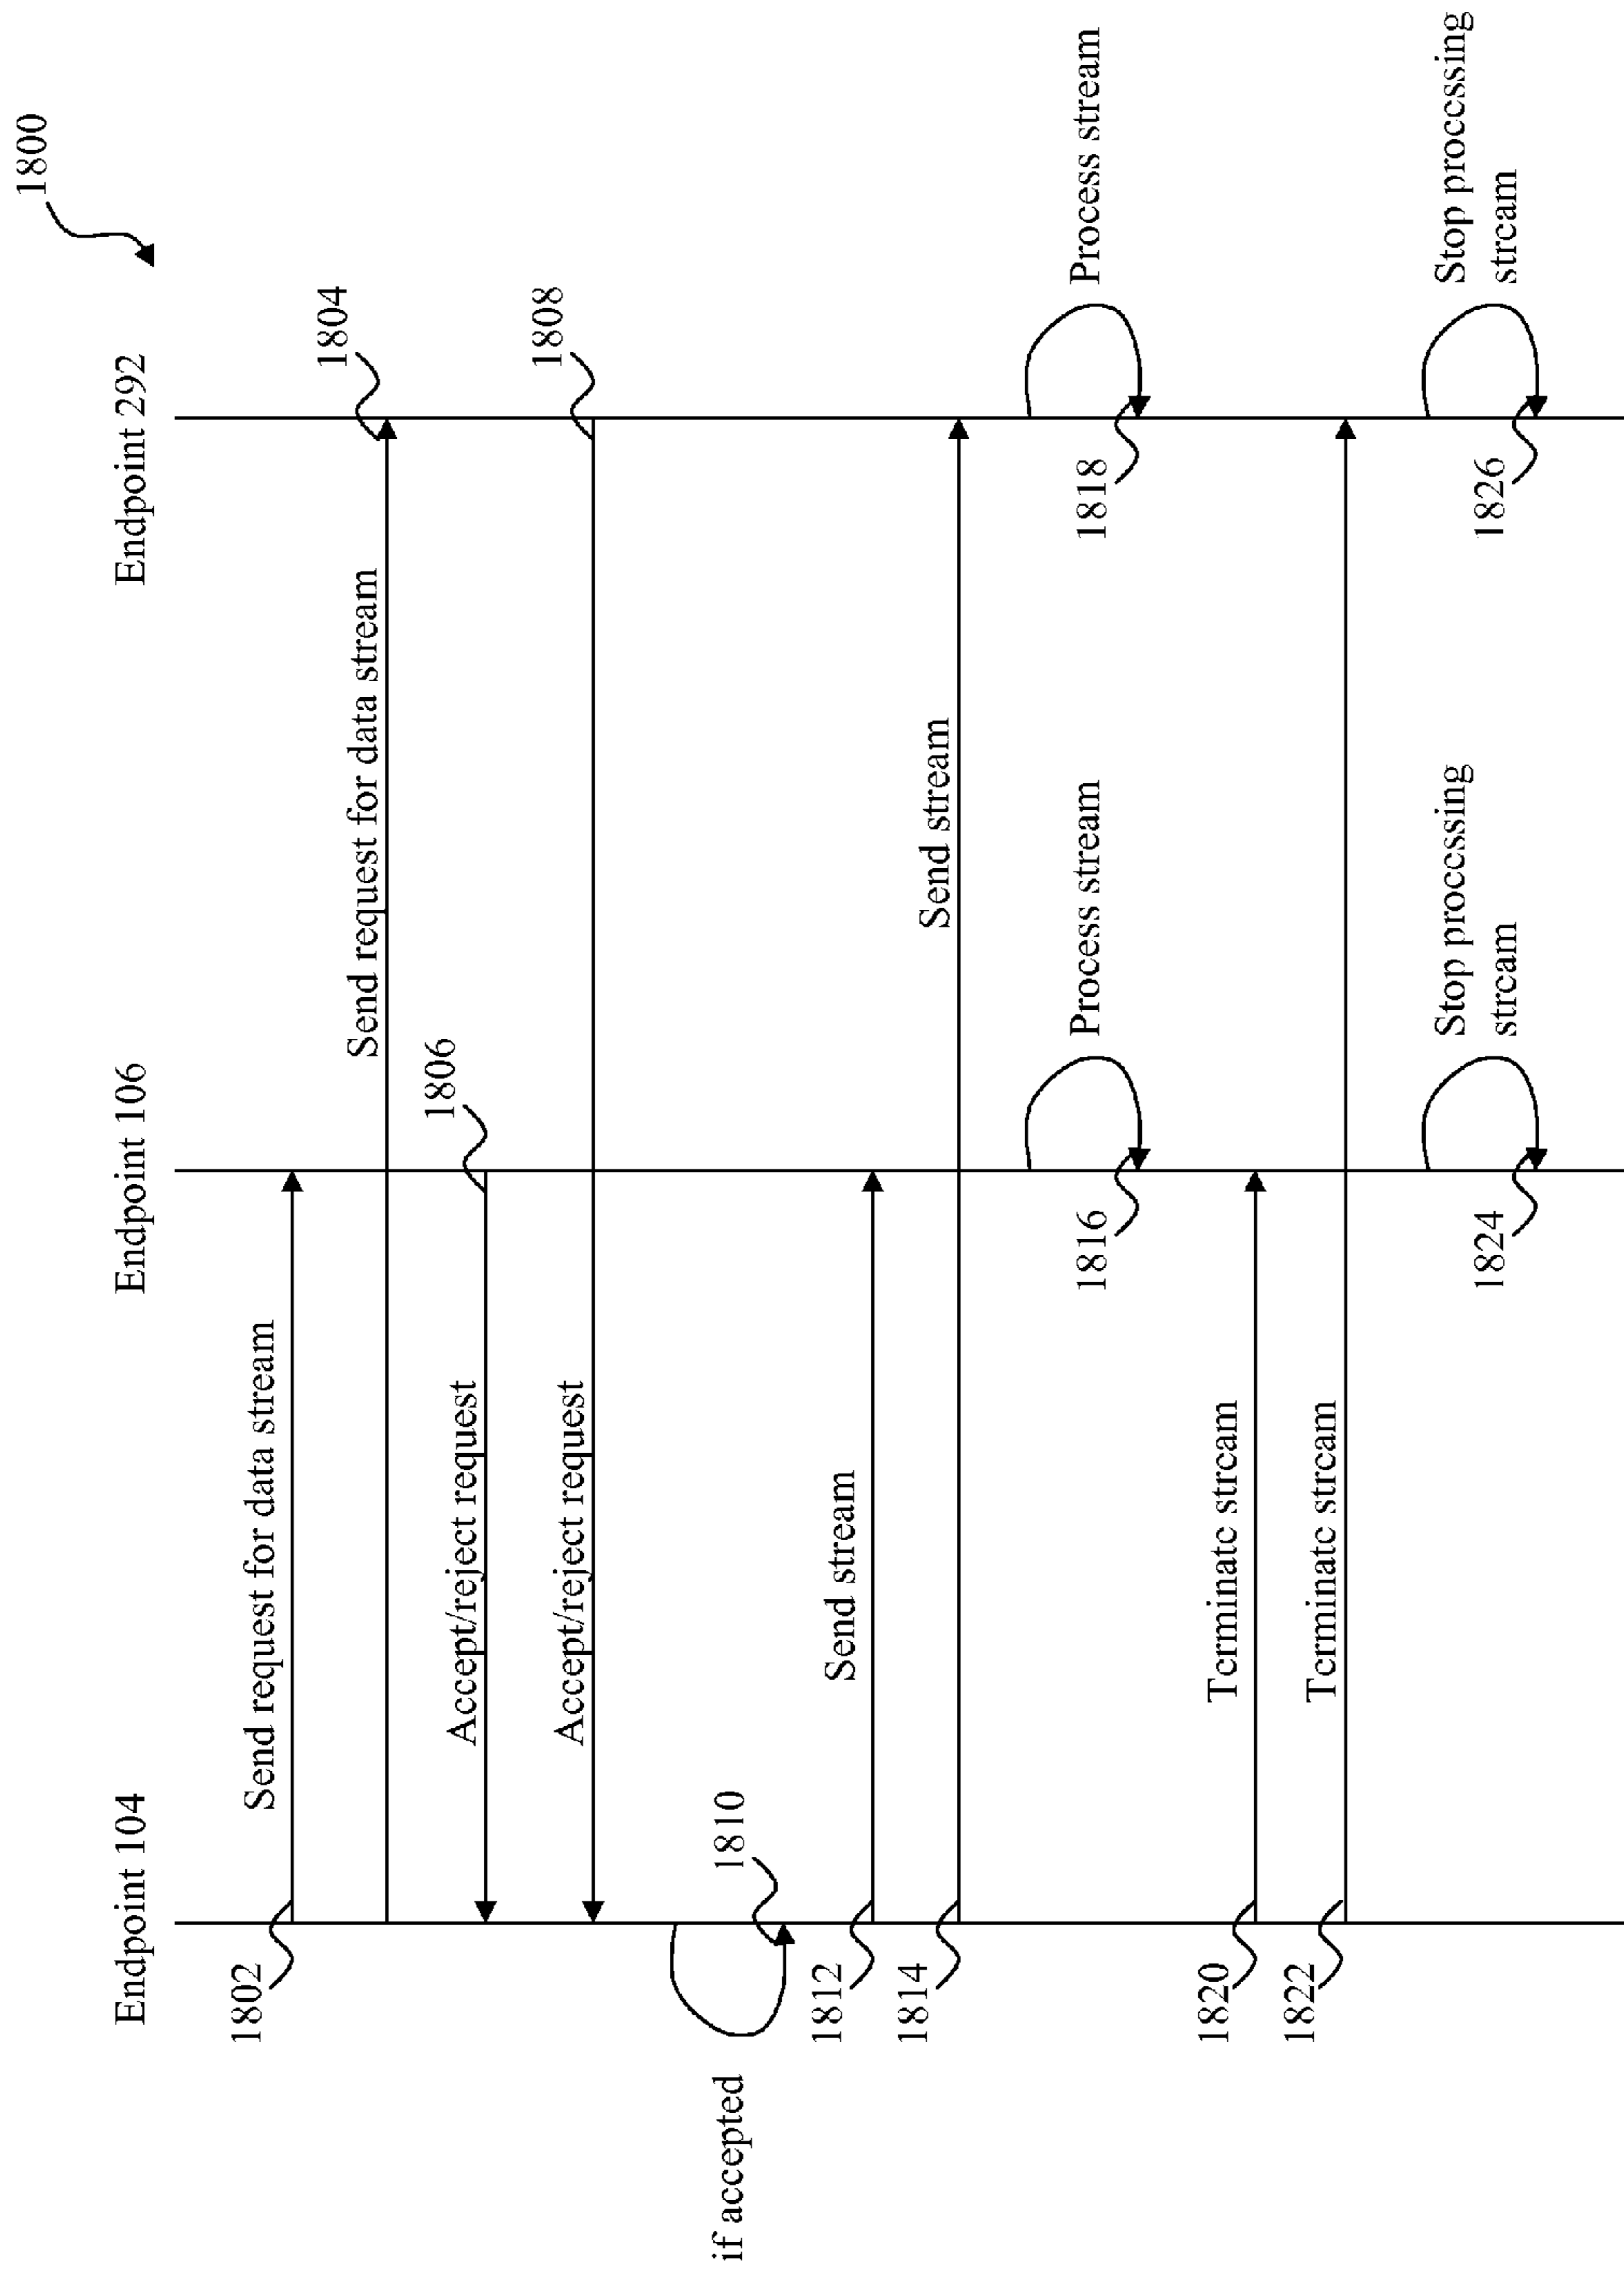 1800
Endpoint 104
Endpoint 106
Endpoint 292
1802
Send request for data stream
Send request for data stream
1804
Accept/reject request
1806
Accept/reject request
1808
if accepted
1810
1812
Send stream
1814
Send stream
1816
Process stream
1818
Process stream
1820
Terminate stream
1822
Terminate stream
1824
Stop processing
stream
1826
Stop processing
stream